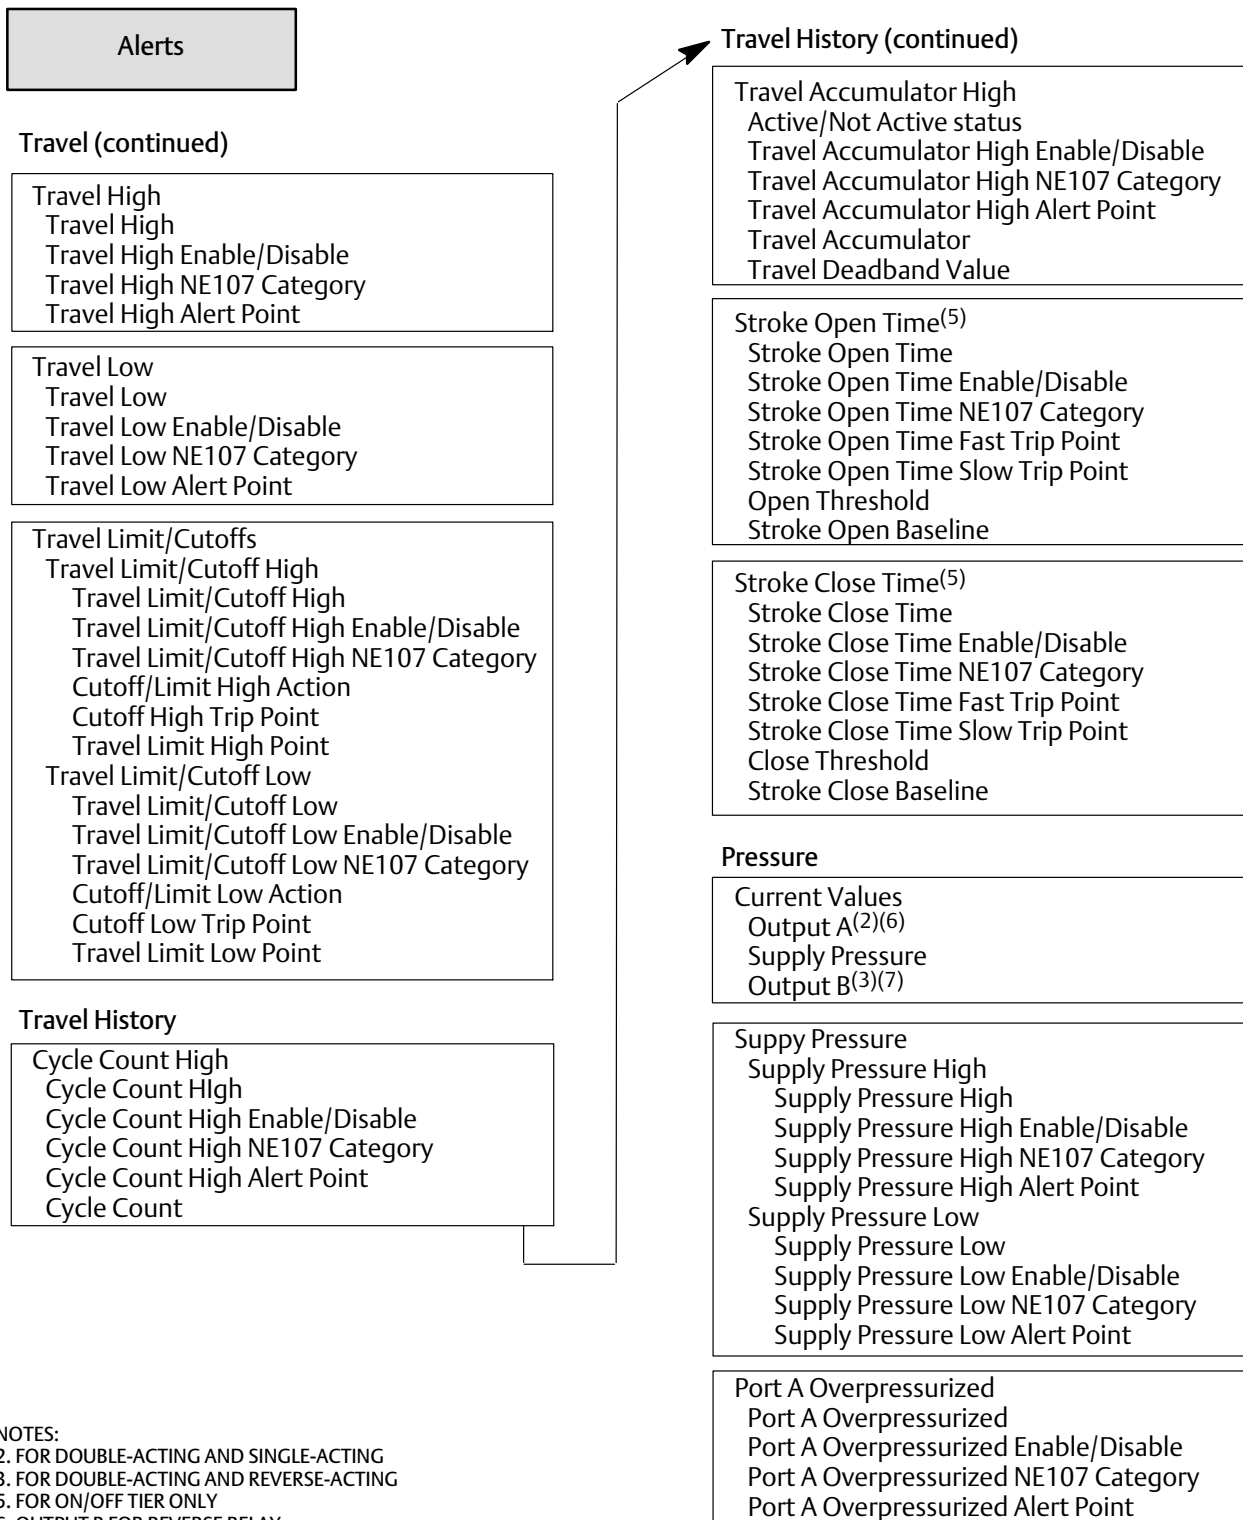 Alerts
Travel (continued)
Travel High
Travel High
Travel High Enable/Disable
Travel High NE107 Category
Travel High Alert Point
Travel Low
Travel Low
Travel Low Enable/Disable
Travel Low NE107 Category
Travel Low Alert Point
Travel Limit/Cutoffs
Travel Limit/Cutoff High
Travel Limit/Cutoff High
Travel Limit/Cutoff High Enable/Disable
Travel Limit/Cutoff High NE107 Category
Cutoff/Limit High Action
Cutoff High Trip Point
Travel Limit High Point
Travel Limit/Cutoff Low
Travel Limit/Cutoff Low
Travel Limit/Cutoff Low Enable/Disable
Travel Limit/Cutoff Low NE107 Category
Cutoff/Limit Low Action
Cutoff Low Trip Point
Travel Limit Low Point
Travel History
Cycle Count High
Cycle Count HIgh
Cycle Count High Enable/Disable
Cycle Count High NE107 Category
Cycle Count High Alert Point
Cycle Count
Travel History (continued)
Travel Accumulator High
Active/Not Active status
Travel Accumulator High Enable/Disable
Travel Accumulator High NE107 Category
Travel Accumulator High Alert Point
Travel Accumulator
Travel Deadband Value
Stroke Open Time(5)
Stroke Open Time
Stroke Open Time Enable/Disable
Stroke Open Time NE107 Category
Stroke Open Time Fast Trip Point
Stroke Open Time Slow Trip Point
Open Threshold
Stroke Open Baseline
Stroke Close Time(5)
Stroke Close Time
Stroke Close Time Enable/Disable
Stroke Close Time NE107 Category
Stroke Close Time Fast Trip Point
Stroke Close Time Slow Trip Point
Close Threshold
Stroke Close Baseline
Pressure
Current Values
Output A(2)(6)
Supply Pressure
Output B(3)(7)
Suppy Pressure
Supply Pressure High
Supply Pressure High
Supply Pressure High Enable/Disable
Supply Pressure High NE107 Category
Supply Pressure High Alert Point
Supply Pressure Low
Supply Pressure Low
Supply Pressure Low Enable/Disable
Supply Pressure Low NE107 Category
Supply Pressure Low Alert Point
Port A Overpressurized
Port A Overpressurized
Port A Overpressurized Enable/Disable
Port A Overpressurized NE107 Category
Port A Overpressurized Alert Point
NOTES:
2. FOR DOUBLE-ACTING AND SINGLE-ACTING
3. FOR DOUBLE-ACTING AND REVERSE-ACTING
5. FOR ON/OFF TIER ONLY
6. OUTPUT B FOR REVERSE RELAY